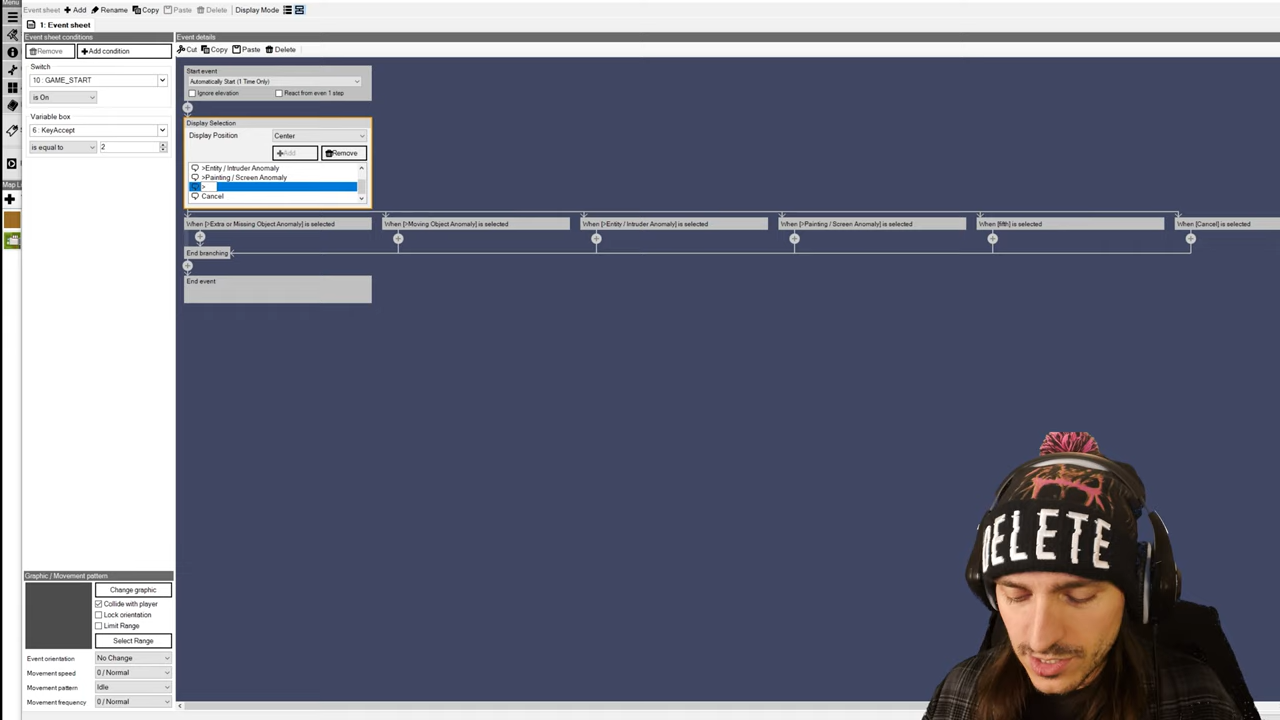 Menu
Event sheet Add Rename Copy Paste Delete Display Mode
1: Event sheet
Event sheet conditions
Remove Add condition
Switch
10 : GAME_START
is On
Variable box
6 : KeyAccept
is equal to 2
Map L
Event details
Cut Copy Paste Delete
Start event
Automatically Start (1 Time Only)
Ignore elevation React from even 1 step
Display Selection
Display Position Center
Add Remove
>Entity / Intruder Anomaly
>Painting / Screen Anomaly
>
Cancel
When [>Extra or Missing Object Anomaly] is selected When [>Moving Object Anomaly] is selected When [>Entity / Intruder Anomaly] is selected When [>Painting / Screen Anomaly] is selected When [fifth] is selected When [Cancel] is selected
End branching
End event
Graphic / Movement pattern
Change graphic
Collide with player
Lock orientation
Limit Range
Select Range
Event orientation No Change
Movement speed 0 / Normal
Movement pattern Idle
Movement frequency 0 / Normal
DELETE